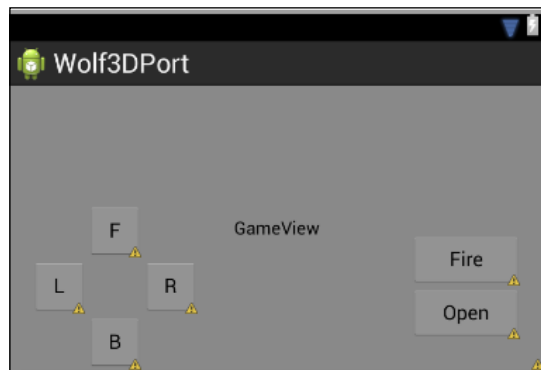 Wolf3DPort
F
GameView
Fire
L
R
Open
B